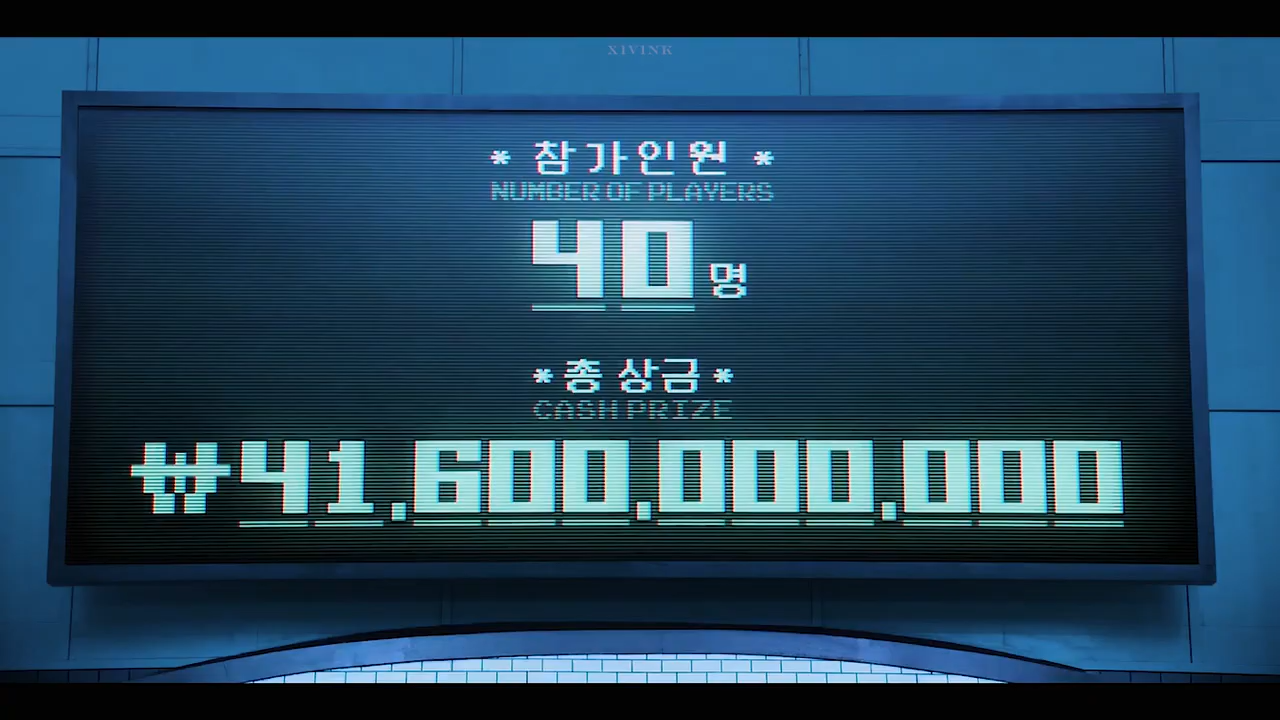 XIVINK
* 참가인원 *
NUMBER OF PLAYERS
40 명
* 총 상금 *
CASH PRIZE
₩41,600,000,000